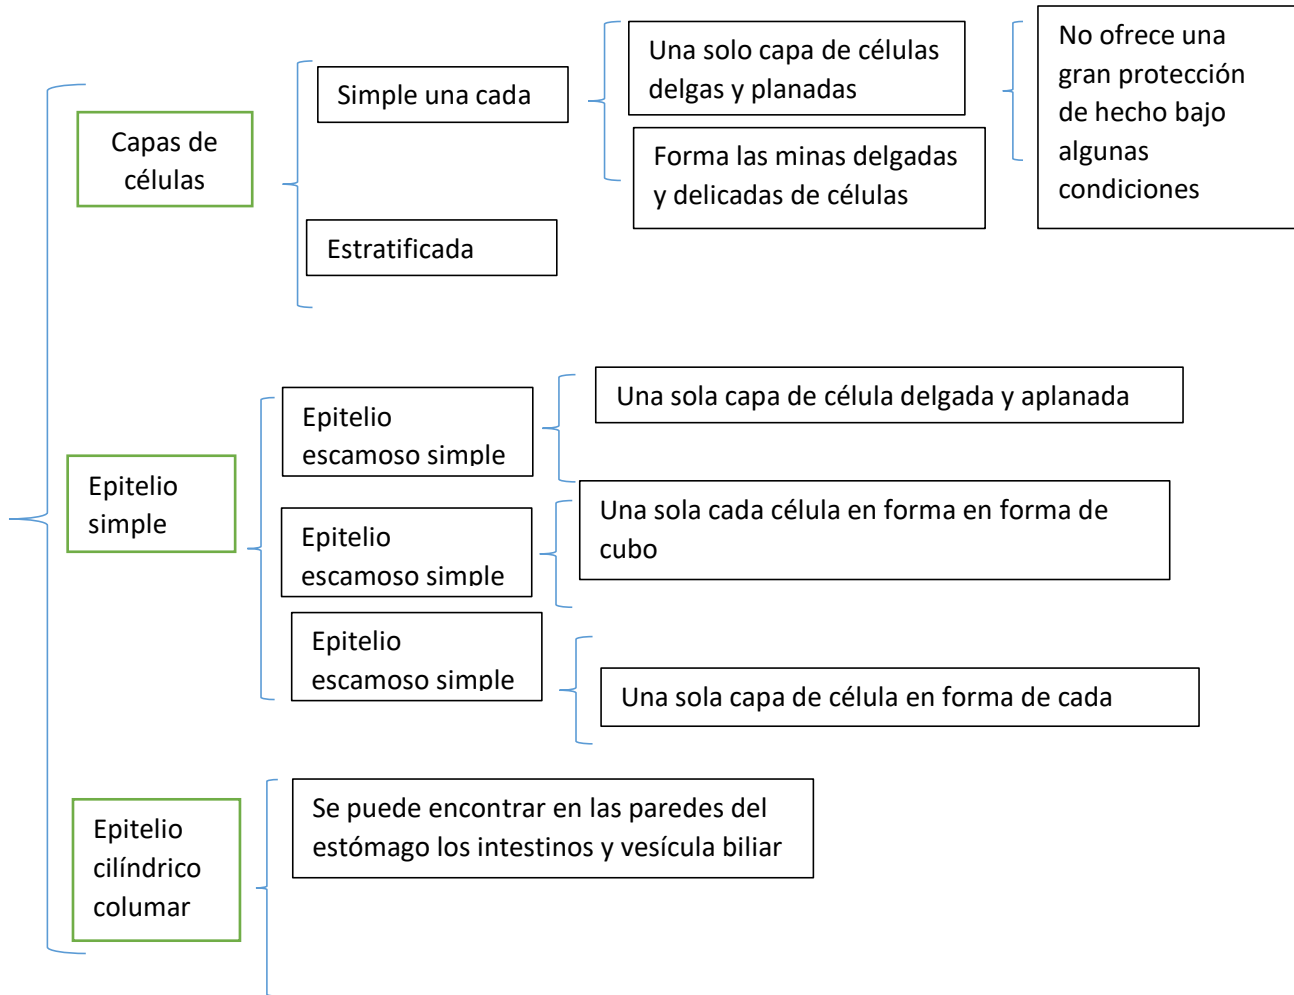 Capas de
células
Simple una cada
Una solo capa de células
delgas y planadas
Forma las minas delgadas
y delicadas de células
No ofrece una
gran protección
de hecho bajo
algunas
condiciones
Estratificada
Epitelio
simple
Epitelio
escamoso simple
Una sola capa de célula delgada y aplanada
Epitelio
escamoso simple
Una sola cada célula en forma en forma de
cubo
Epitelio
escamoso simple
Una sola capa de célula en forma de cada
Epitelio
cilíndrico
columar
Se puede encontrar en las paredes del
estómago los intestinos y vesícula biliar